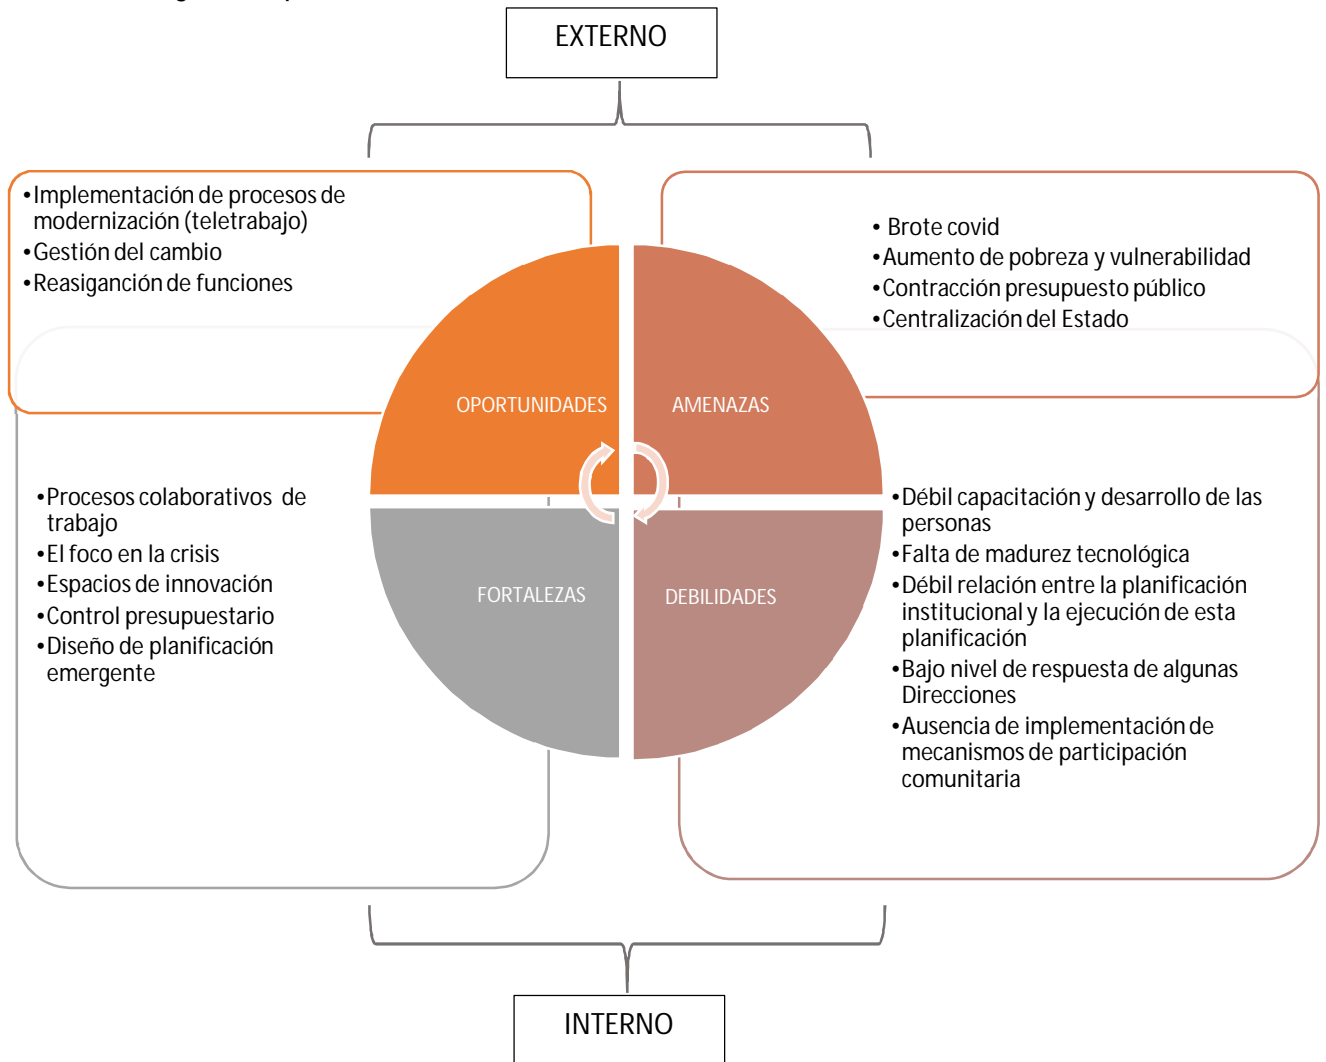 EXTERNO
•Implementación de procesos de
modernización (teletrabajo)
•Gestión del cambio
•Reasigancìón de funciones
• Brote covid
•Aumento de pobreza y vulnerabilidad
•Contracción presupuesto público
•Centralización del Estado
OPORTUNIDADES
AMENAZAS
•Procesos colaborativos de
trabajo
•El foco en la crisis
•Espacios de innovación
•Control presupuestario
•Diseño de planificación
emergente
FORTALEZAS
DEBILIDADES
•Débil capacitación y desarrollo de las
personas
•Falta de madurez tecnológica
•Débil relación entre la planificación
institucional y la ejecución de esta
planificación
•Bajo nivel de respuesta de algunas
Direcciones
•Ausencia de implementación de
mecanismos de participación
comunitaria
INTERNO